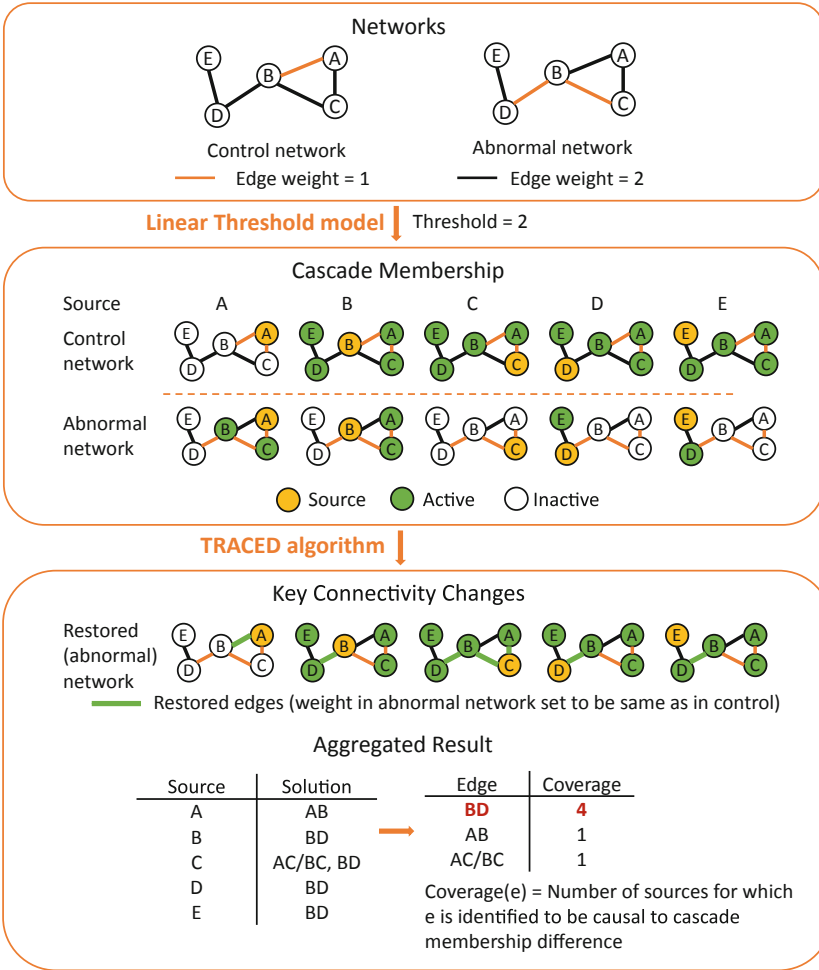 Networks
E
B
A
D
C
E
B
A
D
C
Control network
Abnormal network
Edge weight = 1
Edge weight = 2
Linear Threshold model
Threshold = 2
Cascade Membership
Source A B C D E
Control
network
E B A D C
E B A D C
E B A D C
E B A D C
E B A D C
Abnormal
network
E B A D C
E B A D C
E B A D C
E B A D C
E B A D C
Source Active Inactive
TRACED algorithm
Key Connectivity Changes
Restored
(abnormal)
network
E B A D C
E B A D C
E B A D C
E B A D C
E B A D C
Restored edges (weight in abnormal network set to be same as in control)
Aggregated Result
Source Solution
A AB
B BD
C AC/BC, BD
D BD
E BD
Edge Coverage
BD 4
AB 1
AC/BC 1
Coverage(e) = Number of sources for which
e is identified to be causal to cascade
membership difference